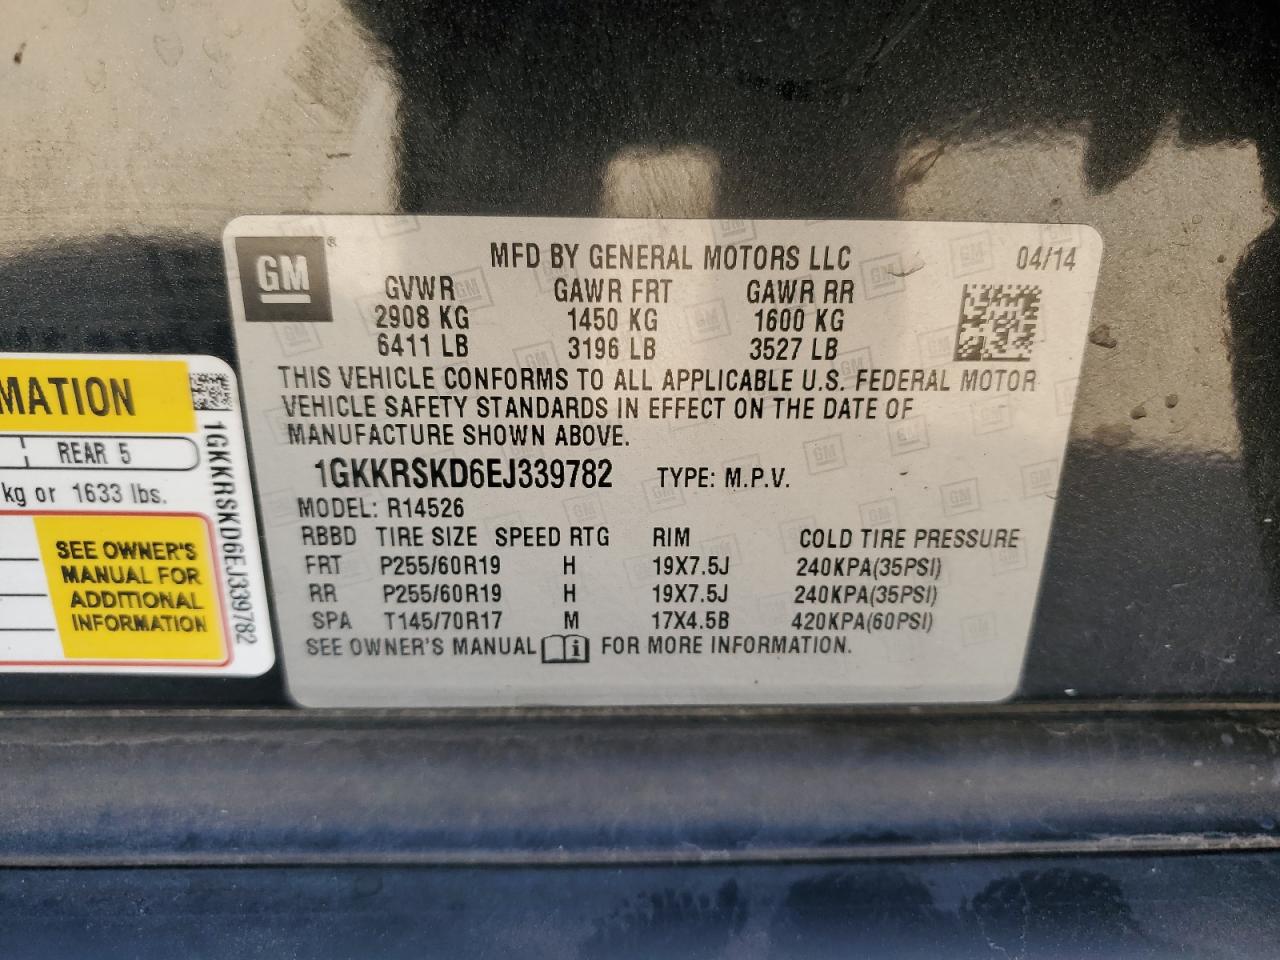 GM ®
MFD BY GENERAL MOTORS LLC 04/14
GVWR GAWR FRT GAWR RR
2908 KG 1450 KG 1600 KG
6411 LB 3196 LB 3527 LB
THIS VEHICLE CONFORMS TO ALL APPLICABLE U.S. FEDERAL MOTOR
VEHICLE SAFETY STANDARDS IN EFFECT ON THE DATE OF
MANUFACTURE SHOWN ABOVE.
1GKKRSKD6EJ339782 TYPE: M.P.V.
MODEL: R14526
RBBD TIRE SIZE SPEED RTG RIM COLD TIRE PRESSURE
FRT P255/60R19 H 19X7.5J 240KPA(35PSI)
RR P255/60R19 H 19X7.5J 240KPA(35PSI)
SPA T145/70R17 M 17X4.5B 420KPA(60PSI)
SEE OWNER'S MANUAL i FOR MORE INFORMATION.
MATION
REAR 5
kg or 1633 lbs.
SEE OWNER'S
MANUAL FOR
ADDITIONAL
INFORMATION
1GKKRSKD6EJ339782